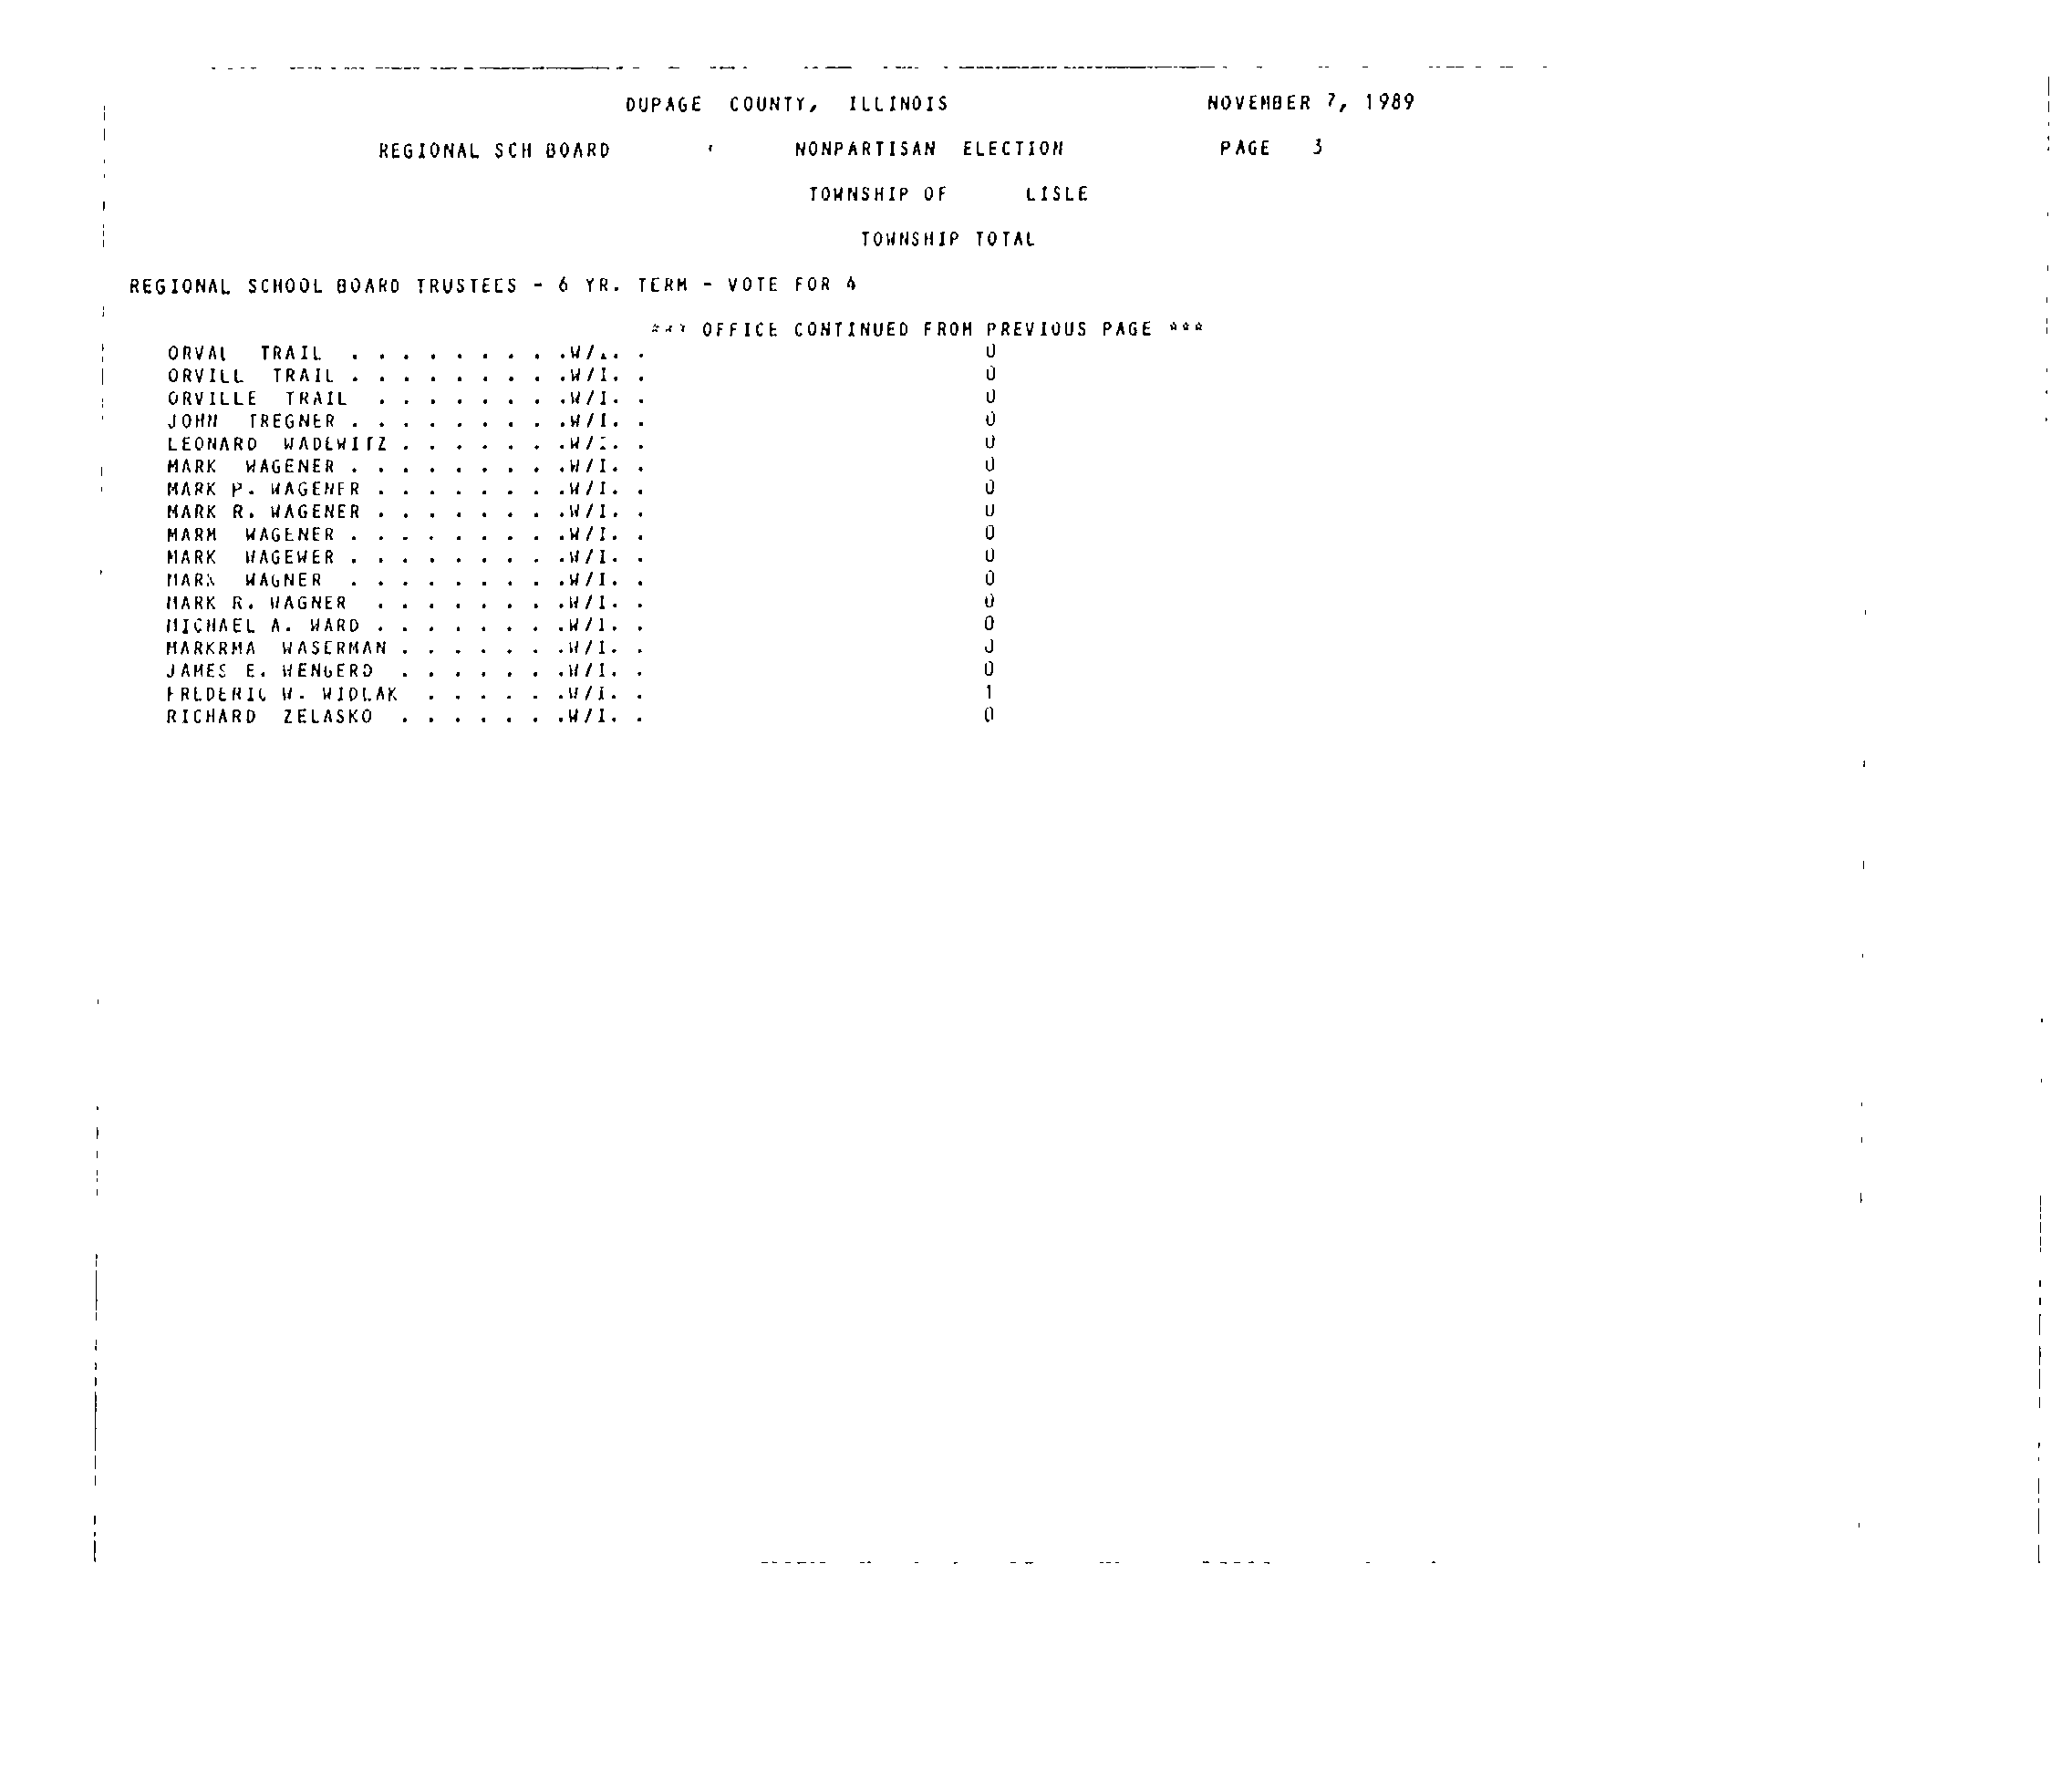 DUPAGE COUNTY, ILLINOIS NOVEMBER 7, 1989
REGIONAL SCH BOARD NONPARTISAN ELECTION PAGE 3
TOWNSHIP OF LISLE
TOWNSHIP TOTAL
REGIONAL SCHOOL BOARD TRUSTEES - 6 YR. TERM - VOTE FOR 4
*** OFFICE CONTINUED FROM PREVIOUS PAGE ***
ORVAL TRAIL . . . . . . . . .W/I. . 0
ORVILL TRAIL . . . . . . . . .W/I. . 0
ORVILLE TRAIL . . . . . . . .W/I. . 0
JOHN TREGNER . . . . . . . . .W/I. . 0
LEONARD WADEWITZ . . . . . . .W/I. . 0
MARK WAGENER . . . . . . . . .W/I. . 0
MARK P. WAGENER . . . . . . . .W/I. . 0
MARK R. WAGENER . . . . . . . .W/I. . 0
MARM WAGENER . . . . . . . . .W/I. . 0
MARK WAGEWER . . . . . . . . .W/I. . 0
MARK WAGNER . . . . . . . . .W/I. . 0
MARK R. WAGNER . . . . . . . .W/I. . 0
MICHAEL A. WARD . . . . . . . .W/I. . 0
MARKRMA WASERMAN . . . . . . .W/I. . 0
JAMES E. WENGERD . . . . . . .W/I. . 0
FREDERIC W. WIDLAK . . . . . .W/I. . 1
RICHARD ZELASKO . . . . . . .W/I. . 0